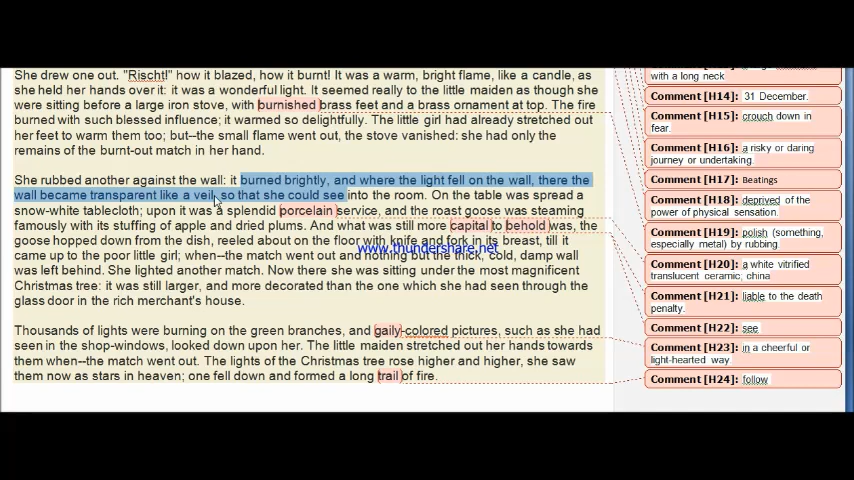 She drew one out. "Rischt!" how it blazed, how it burnt! It was a warm, bright flame, like a candle, as
she held her hands over it: it was a wonderful light. It seemed really to the little maiden as though she
were sitting before a large iron stove, with burnished brass feet and a brass ornament at top. The fire
burned with such blessed influence; it warmed so delightfully. The little girl had already stretched out
her feet to warm them too; but--the small flame went out, the stove vanished: she had only the
remains of the burnt-out match in her hand.
She rubbed another against the wall: it burned brightly, and where the light fell on the wall, there the
wall became transparent like a veil, so that she could see into the room. On the table was spread a
snow-white tablecloth; upon it was a splendid porcelain service, and the roast goose was steaming
famously with its stuffing of apple and dried plums. And what was still more capital to behold was, the
goose hopped down from the dish, reeled about on the floor with knife and fork in its breast, till it
came up to the poor little girl; when--the match went out and nothing but the thick, cold, damp wall
was left behind. She lighted another match. Now there she was sitting under the most magnificent
Christmas tree: it was still larger, and more decorated than the one which she had seen through the
glass door in the rich merchant's house.
Thousands of lights were burning on the green branches, and gaily-colored pictures, such as she had
seen in the shop-windows, looked down upon her. The little maiden stretched out her hands towards
them when--the match went out. The lights of the Christmas tree rose higher and higher, she saw
them now as stars in heaven; one fell down and formed a long trail of fire.
www.thundershare.net
with a long neck
Comment [H14]: 31 December.
Comment [H15]: crouch down in
fear.
Comment [H16]: a risky or daring
journey or undertaking.
Comment [H17]: Beatings
Comment [H18]: deprived of the
power of physical sensation.
Comment [H19]: polish (something,
especially metal) by rubbing
Comment [H20]: a white vitrified
translucent ceramic; china
Comment [H21]: liable to the death
penalty.
Comment [H22]: see
Comment [H23]: in a cheerful or
light-hearted way.
Comment [H24]: follow